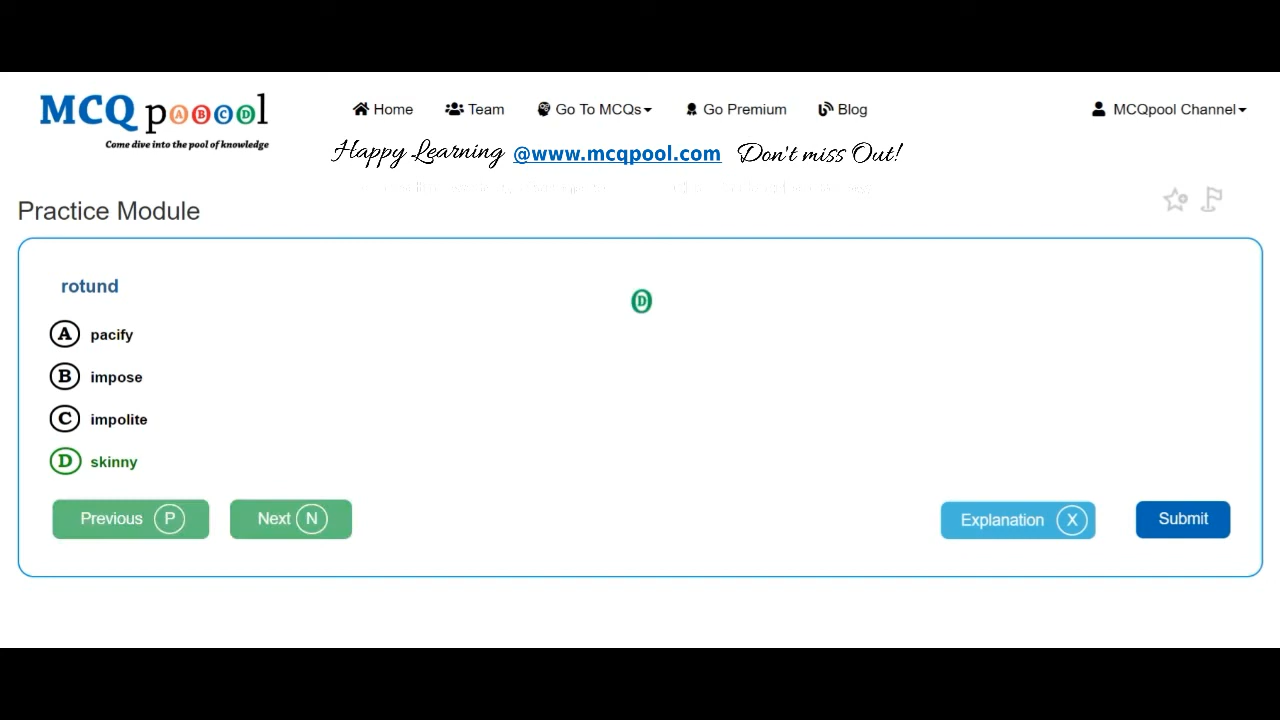 MCQ pABCDl
Come dive into the pool of knowledge
Home Team Go To MCQs Go Premium Blog MCQpool Channel
Happy Learning @www.mcqpool.com Don't miss Out!
Practice Module
rotund
D
A pacify
B impose
C impolite
D skinny
Previous P Next N Explanation X Submit